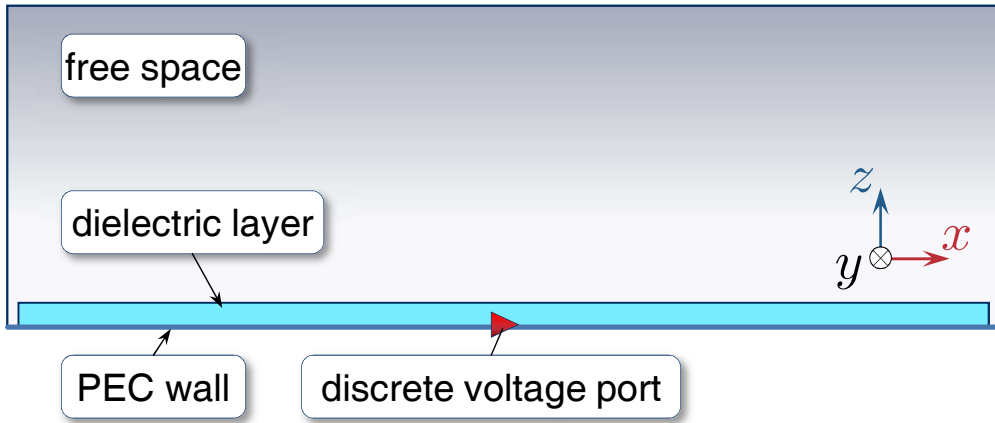 free space
dielectric layer
z
x
y
PEC wall
discrete voltage port